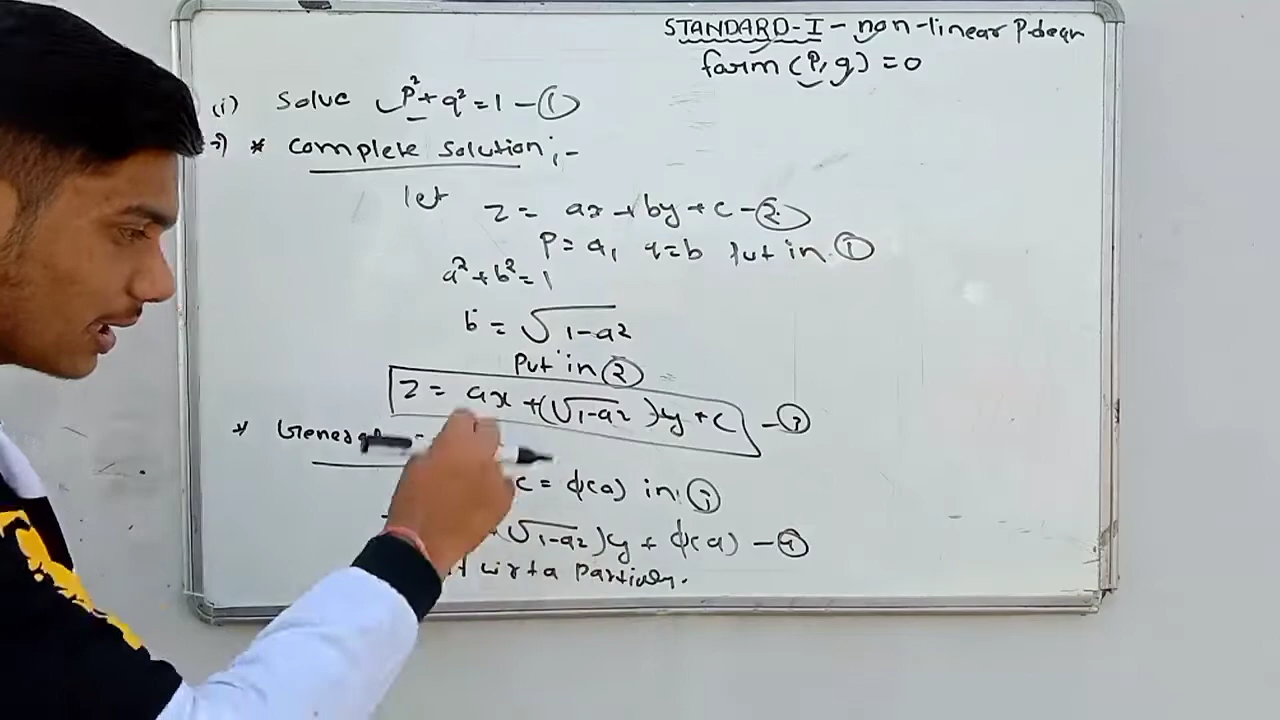 STANDARD-I - non-linear P.deqn
form (P, q) = 0
(i) Solve p²+q²=1 -①
* Complete Solution;-
let
z = ax + by + c -②
P = a, q=b Put in ①
a²+b²=1
b = √1-a2
Put in ②
z = ax + (√1-a2)y + c -③
* General
c = ϕ(a) in ③
√1-a2)y + ϕ(a) -④
w.r.t a Partially.